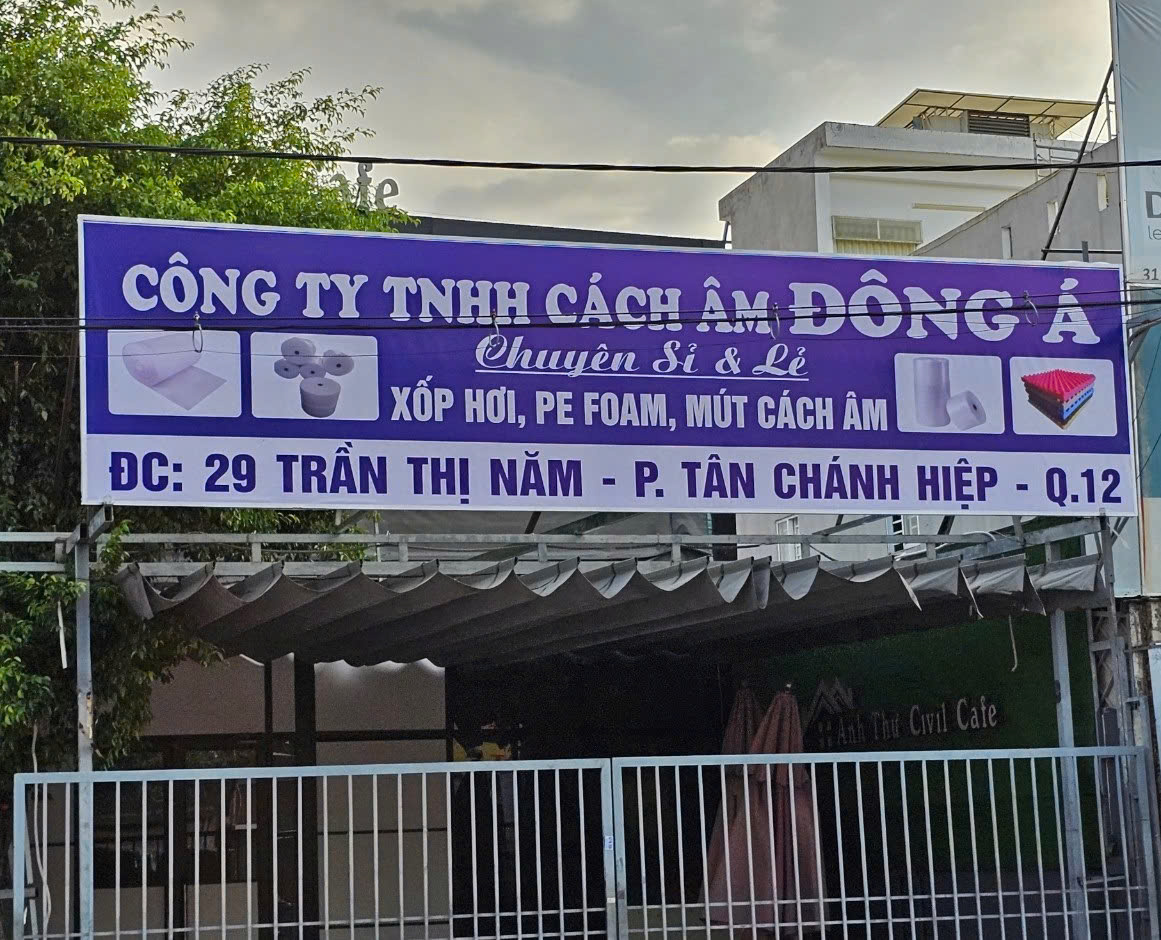 CÔNG TY TNHH CÁCH ÂM ĐÔNG Á
Chuyên Sỉ & Lẻ
XỐP HƠI, PE FOAM, MÚT CÁCH ÂM
ĐC: 29 TRẦN THỊ NĂM - P. TÂN CHÁNH HIỆP - Q.12
31
Anh Thư Civil Cafe